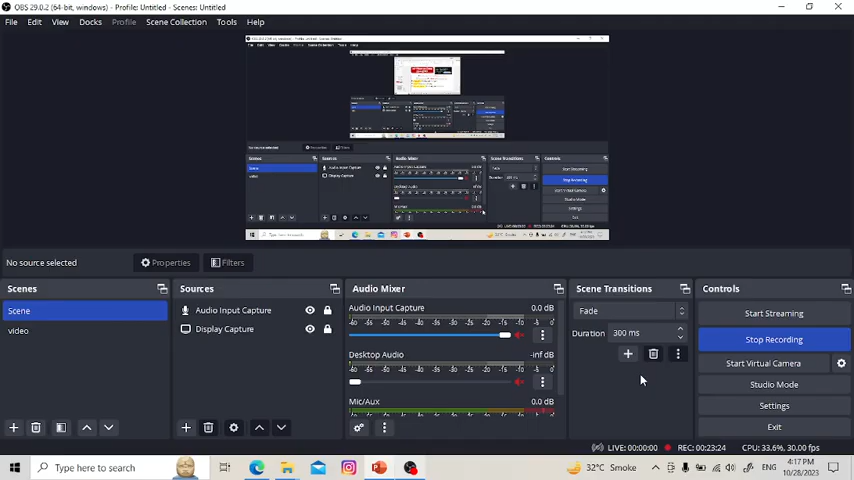 OBS 29.0.2 (64-bit, windows) - Profile: Untitled - Scenes: Untitled
File Edit View Docks Profile Scene Collection Tools Help
No source selected Properties Filters
Scenes
Scene
video
Sources
Audio Input Capture
Display Capture
Audio Mixer
Audio Input Capture 0.0 dB
-60 -55 -50 -45 -40 -35 -30 -25 -20 -15 -10 -5 0
Desktop Audio -inf dB
-60 -55 -50 -45 -40 -35 -30 -25 -20 -15 -10 -5 0
Mic/Aux 0.0 dB
Scene Transitions
Fade
Duration 300 ms
Controls
Start Streaming
Stop Recording
Start Virtual Camera
Studio Mode
Settings
Exit
LIVE: 00:00:00 REC: 00:23:24 CPU: 33.6%, 30.00 fps
Type here to search
32°C Smoke
ENG
4:17 PM
10/28/2023